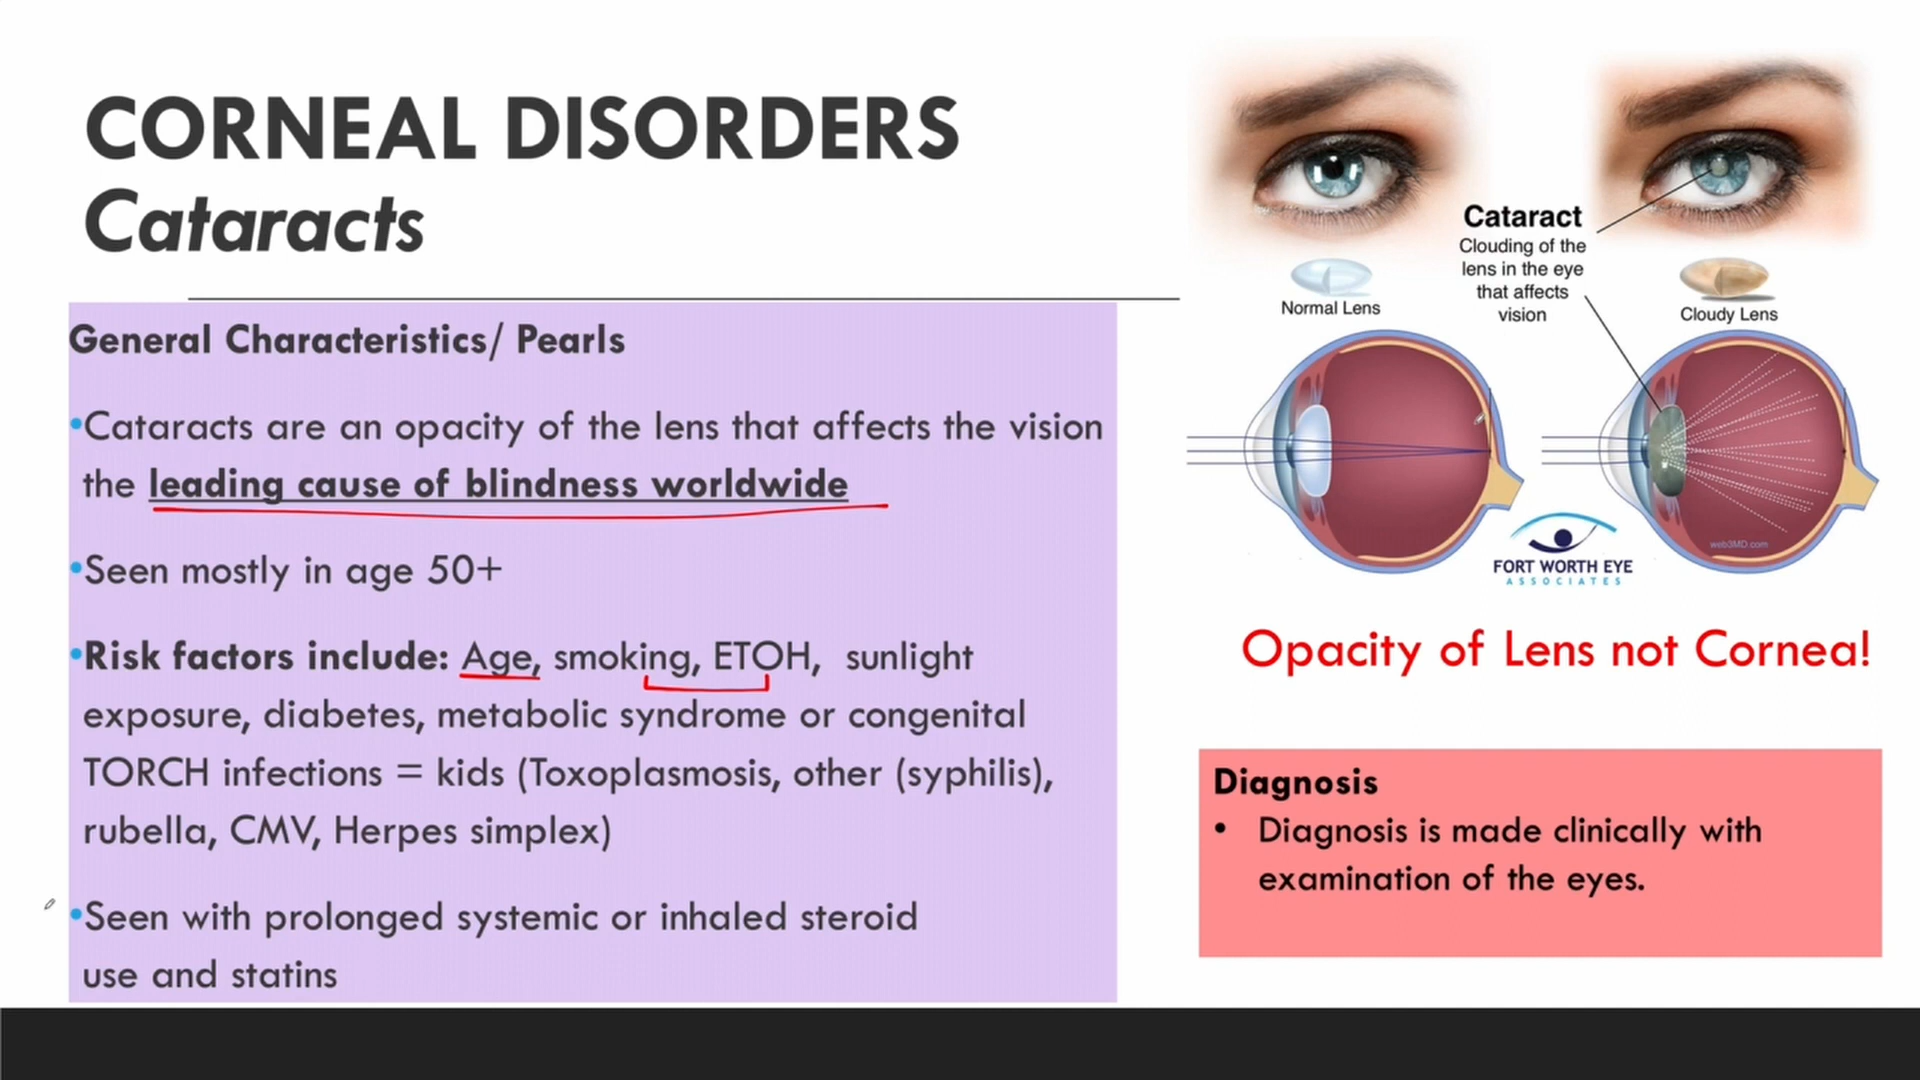 CORNEAL DISORDERS
Cataracts
General Characteristics/ Pearls
•Cataracts are an opacity of the lens that affects the vision
the leading cause of blindness worldwide
•Seen mostly in age 50+
•Risk factors include: Age, smoking, ETOH, sunlight
exposure, diabetes, metabolic syndrome or congenital
TORCH infections = kids (Toxoplasmosis, other (syphilis),
rubella, CMV, Herpes simplex)
•Seen with prolonged systemic or inhaled steroid
use and statins
Cataract
Clouding of the
lens in the eye
that affects
vision
Normal Lens
Cloudy Lens
web3MD.com
FORT WORTH EYE
ASSOCIATES
Opacity of Lens not Cornea!
Diagnosis
• Diagnosis is made clinically with
examination of the eyes.